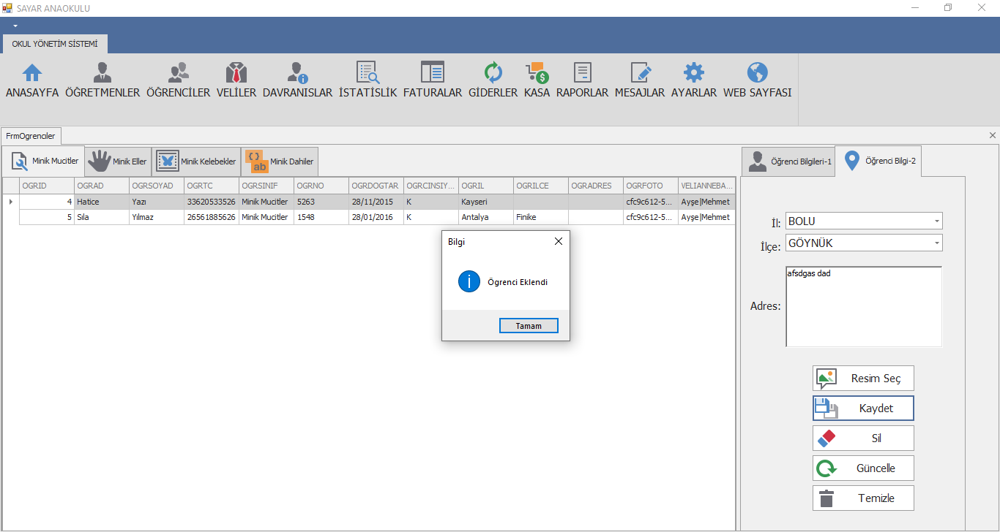 SAYAR ANAOKULU
OKUL YÖNETİM SİSTEMİ
ANASAYFA ÖĞRETMENLER ÖĞRENCİLER VELİLER DAVRANISLAR İSTATİSLİK FATURALAR GİDERLER KASA RAPORLAR MESAJLAR AYARLAR WEB SAYFASI
FrmOgrenciler
Minik Mucitler Minik Eller Minik Kelebekler Minik Dahiler
Öğrenci Bilgileri-1 Öğrenci Bilgi-2
OGRID OGRAD OGRSOYAD OGRTC OGRSINIF OGRNO OGRDOGTAR OGRCINSIY... OGRIL OGRILCE OGRADRES OGRFOTO VELIANNEBA...
4 Hatice Yazı 33620533526 Minik Mucitler 5263 28/11/2015 K Kayseri cfc9c612-5... Ayşe|Mehmet
5 Sıla Yılmaz 26561885626 Minik Mucitler 1548 28/01/2016 K Antalya Finike cfc9c612-5... Ayşe|Mehmet
Bilgi
Ögrenci Eklendi
Tamam
İl: BOLU
İlçe: GÖYNÜK
Adres: afsdgas dad
Resim Seç
Kaydet
Sil
Güncelle
Temizle